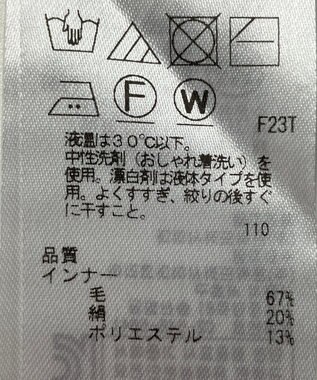 F
W
F23T
液温は30℃以下。
中性洗剤（おしゃれ着洗い）を
使用。漂白剤は液体タイプを使
用。よくすすぎ、絞りの後すぐ
に干すこと。
110
品質
インナー
毛 67%
絹 20%
ポリエステル 13%